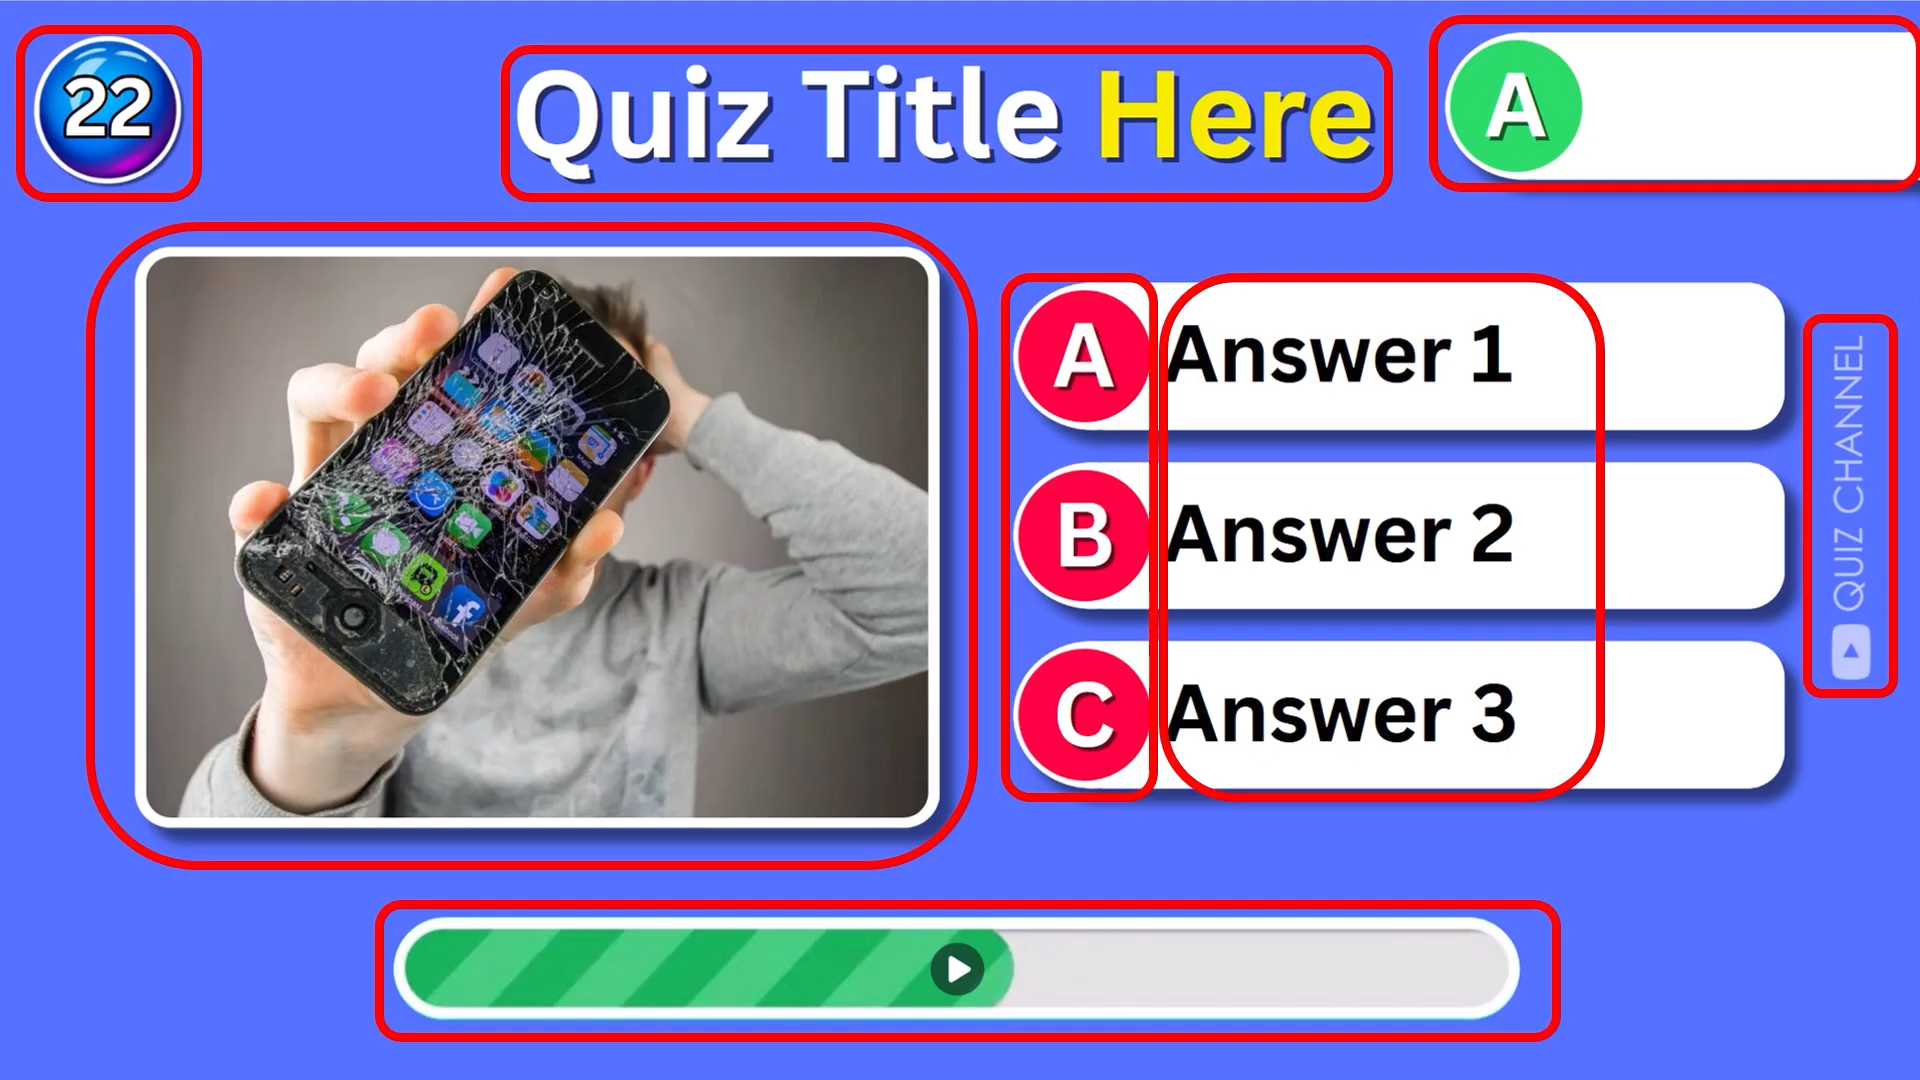 22
Quiz Title Here
A
A
Answer 1
B
Answer 2
C
Answer 3
QUIZ CHANNEL